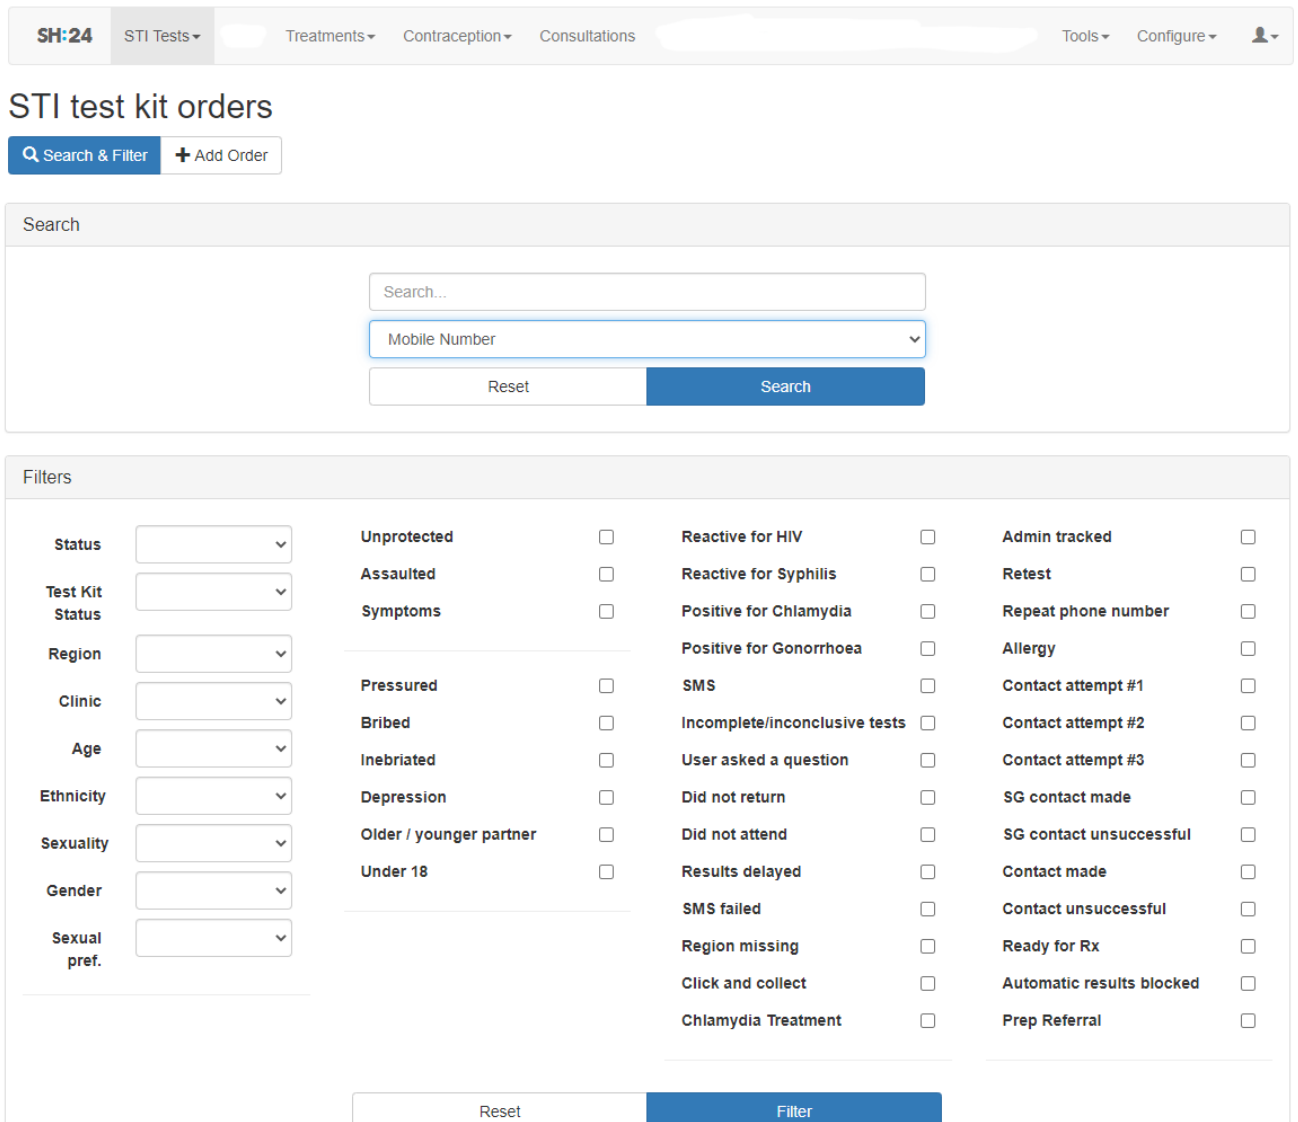 SH:24 STI Tests Treatments Contraception Consultations Tools Configure
STI test kit orders
Search & Filter Add Order
Search
Search...
Mobile Number
Reset Search
Filters
Status
Test Kit
Status
Region
Clinic
Age
Ethnicity
Sexuality
Gender
Sexual
pref.
Unprotected
Assaulted
Symptoms
Pressured
Bribed
Inebriated
Depression
Older / younger partner
Under 18
Reactive for HIV
Reactive for Syphilis
Positive for Chlamydia
Positive for Gonorrhoea
SMS
Incomplete/inconclusive tests
User asked a question
Did not return
Did not attend
Results delayed
SMS failed
Region missing
Click and collect
Chlamydia Treatment
Admin tracked
Retest
Repeat phone number
Allergy
Contact attempt #1
Contact attempt #2
Contact attempt #3
SG contact made
SG contact unsuccessful
Contact made
Contact unsuccessful
Ready for Rx
Automatic results blocked
Prep Referral
Reset Filter